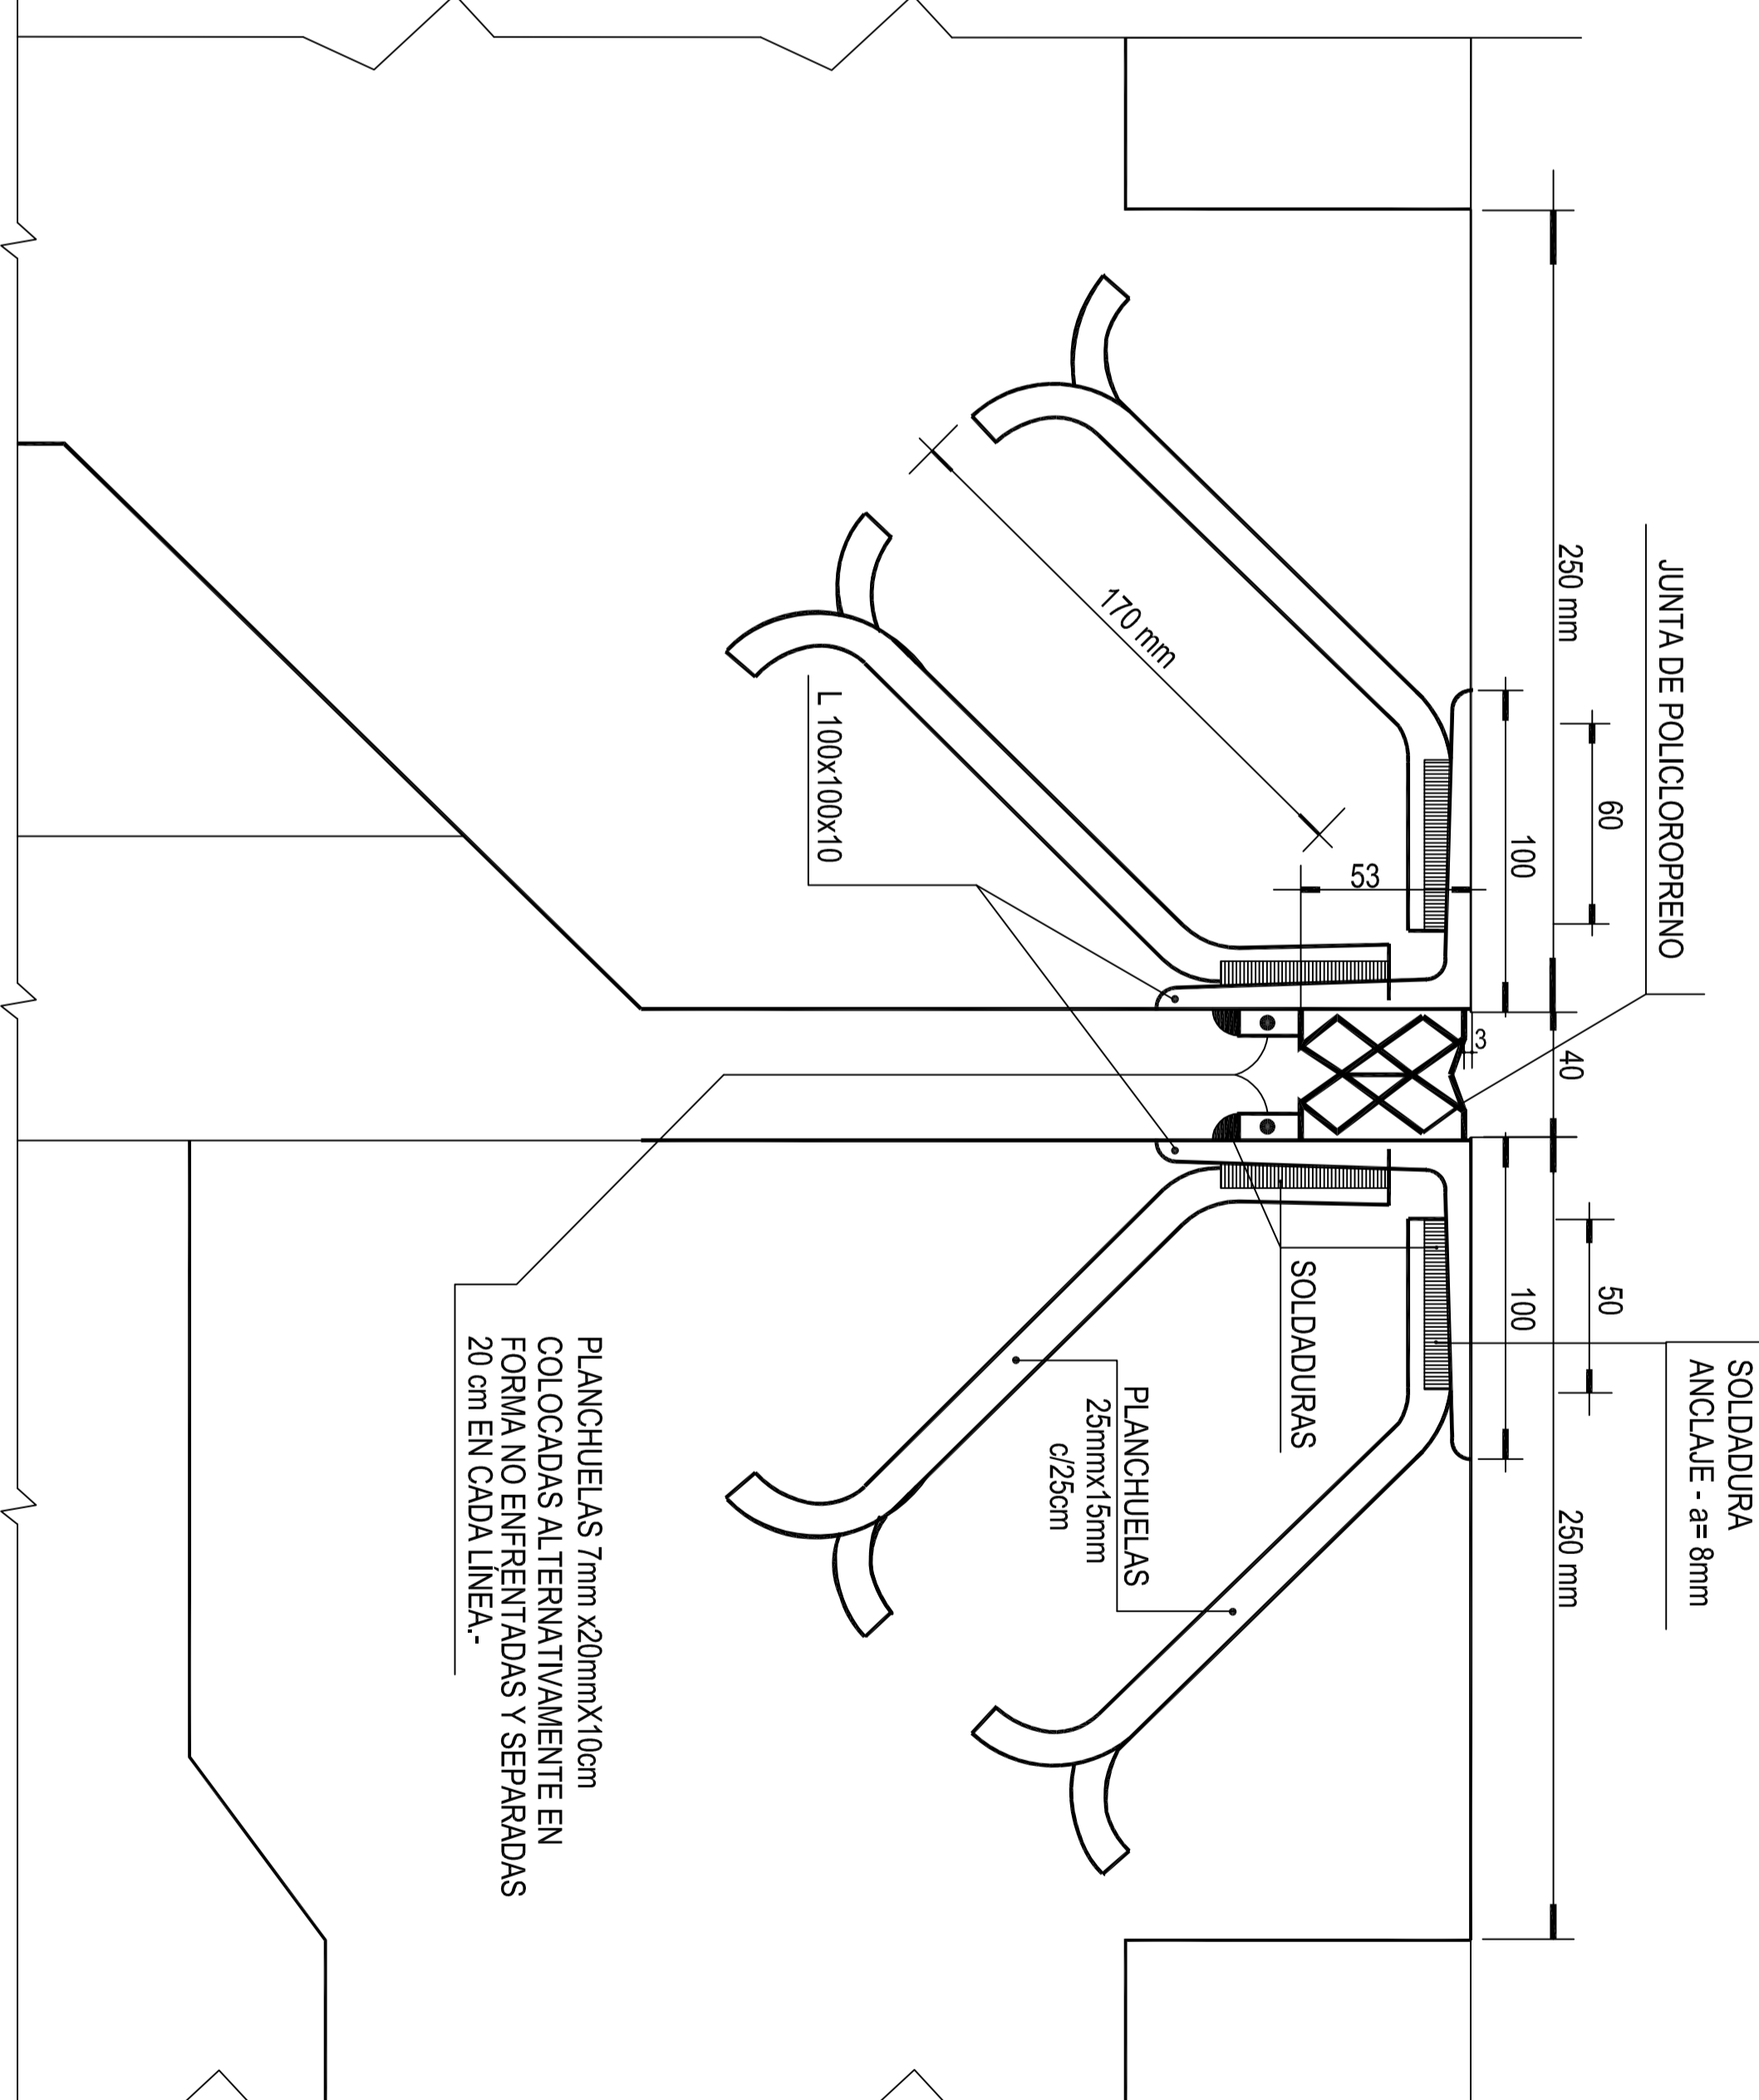 SOLDADURA
ANCLAJE - a= 8mm
JUNTA DE POLICLOROPRENO
60
50
250 mm
40
250 mm
100
100
3
53
170 mm
SOLDADURAS
L 100x100x10
PLANCHUELAS
25mmx15mm
c/25cm
PLANCHUELAS 7mm x20mmX10cm
COLOCADAS ALTERNATIVAMENTE EN
FORMA NO ENFRENTADAS Y SEPARADAS
20 cm EN CADA LÍNEA.-